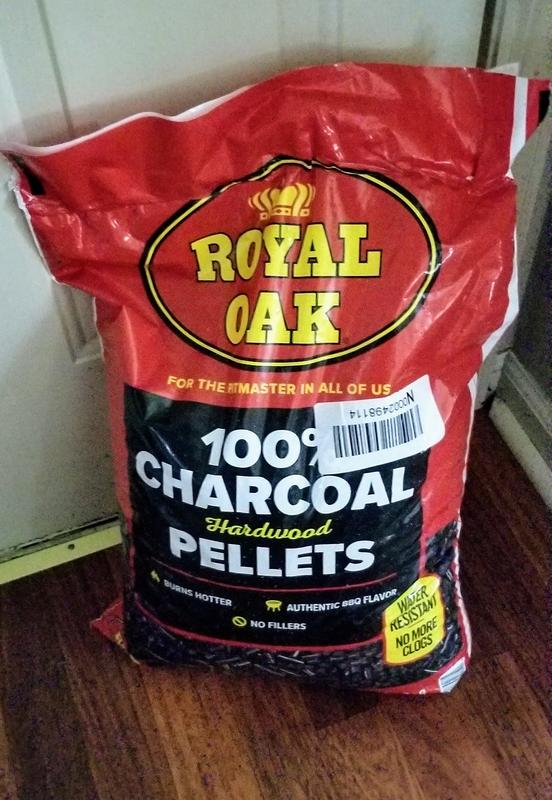 ROYAL
OAK
FOR THE PITMASTER IN ALL OF US
N0002498114
100%
CHARCOAL
Hardwood
PELLETS
BURNS HOTTER
AUTHENTIC BBQ FLAVOR
NO FILLERS
WATER
RESISTANT
NO MORE
CLOGS